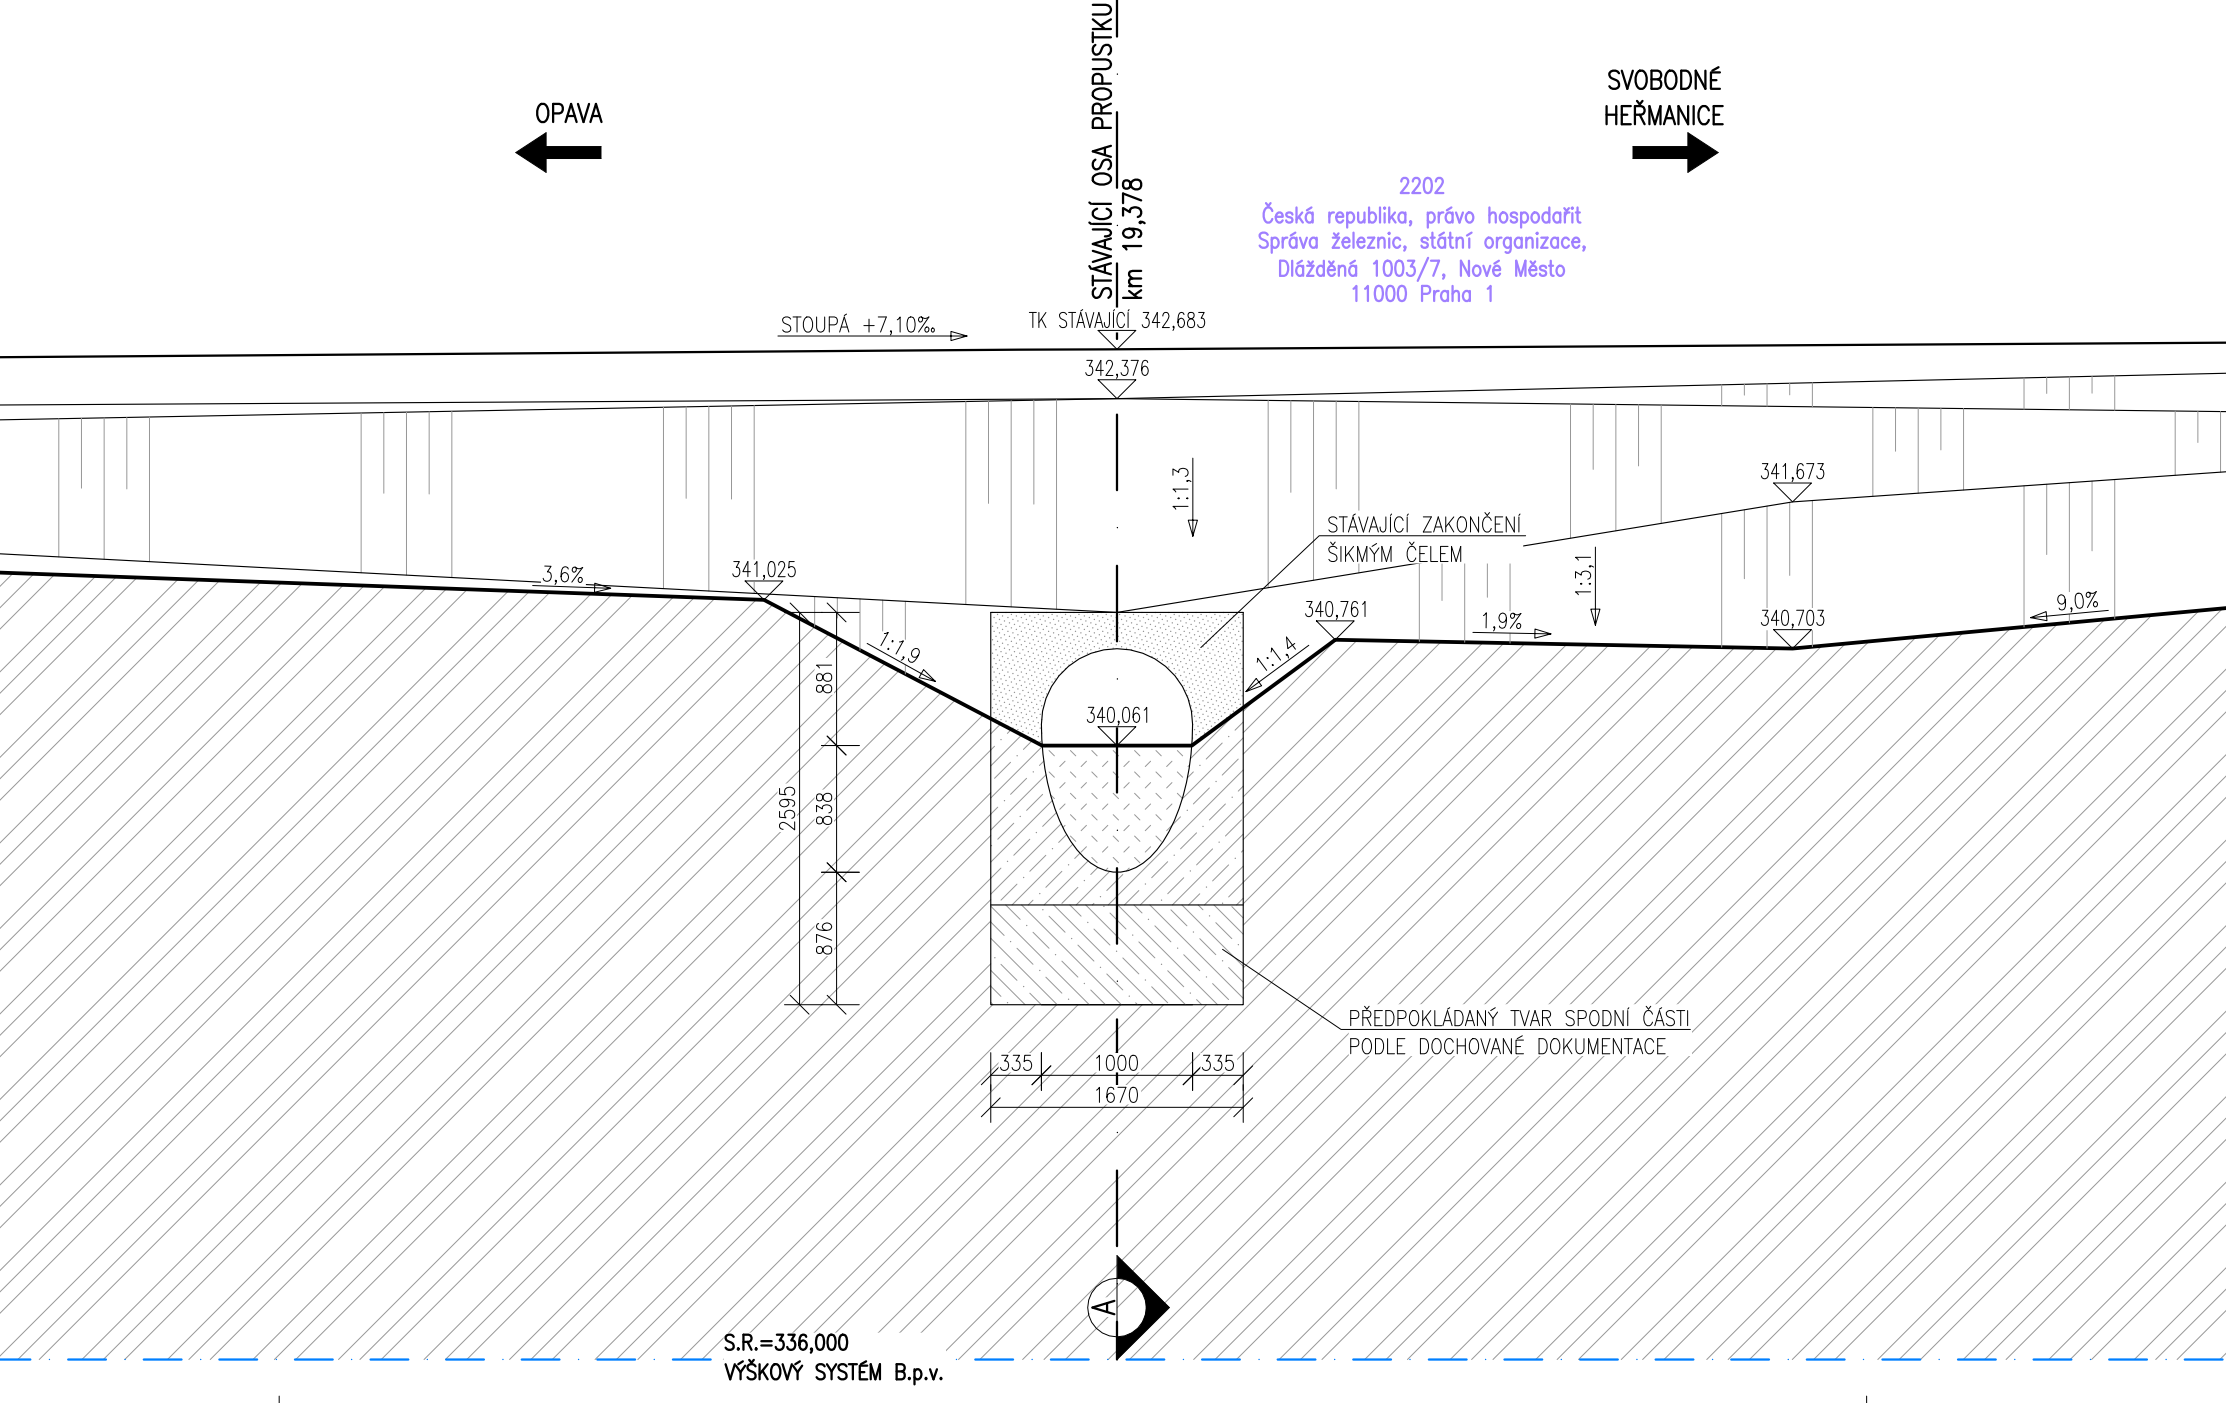 STÁVAJÍCÍ OSA PROPUSTKU
km 19,378
OPAVA
SVOBODNÉ
HEŘMANICE
2202
Česká republika, právo hospodařit
Správa železnic, státní organizace,
Dlážděná 1003/7, Nové Město
11000 Praha 1
STOUPÁ +7,10‰
TK STÁVAJÍCÍ 342,683
342,376
1:1,3
341,673
STÁVAJÍCÍ ZAKONČENÍ
ŠIKMÝM ČELEM
3,6%
341,025
1:3,1
340,761
1,9%
340,703
9,0%
1:1,9
1:1,4
340,061
881
838
2595
876
PŘEDPOKLÁDANÝ TVAR SPODNÍ ČÁSTI
PODLE DOCHOVANÉ DOKUMENTACE
335
1000
335
1670
A
S.R.=336,000
VÝŠKOVÝ SYSTÉM B.p.v.